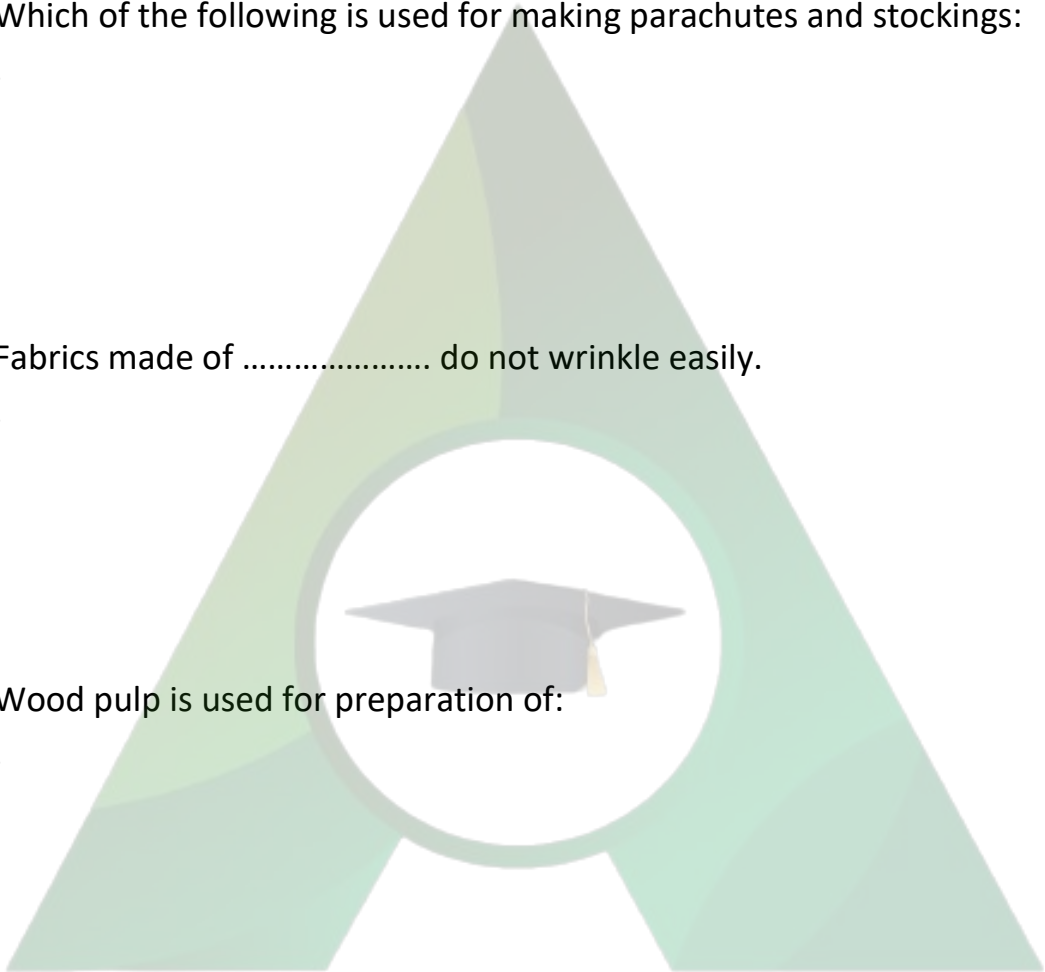 Which of the following is used for making parachutes and stockings:
Fabrics made of ………………….. do not wrinkle easily.
Wood pulp is used for preparation of: